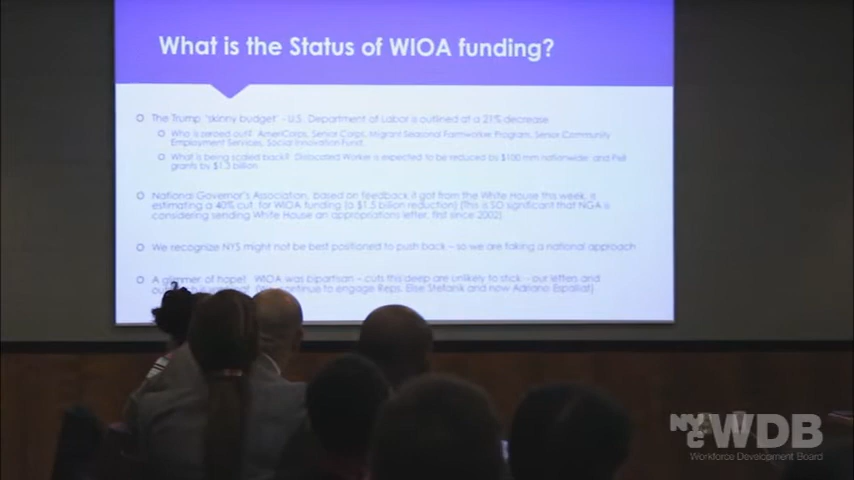 What is the Status of WIOA funding?
The Trump 'skinny budget' - U.S. Department of Labor is outlined at a 21% decrease
Who is zeroed out? AmeriCorps, Senior Corps, Migrant Seasonal Farmworker Program, Senior Community
Employment Services, Social Innovation Fund
What is being scaled back? Dislocated Worker is expected to be reduced by $100 mm nationwide; and Pell
grants by $1.3 billion
National Governor's Association, based on feedback it got from the White House this week, is
estimating a 40% cut for WIOA funding (a $1.5 billion reduction) (This is SO significant that NGA is
considering sending White House an appropriations letter, first since 2002)
We recognize NYS might not be best positioned to push back – so we are taking a national approach
A glimmer of hope! WIOA was bipartisan – cuts this deep are unlikely to stick - our letters and
continue to engage Reps. Elise Stefanik and now Adriano Espaillat)
NYC WDB
Workforce Development Board